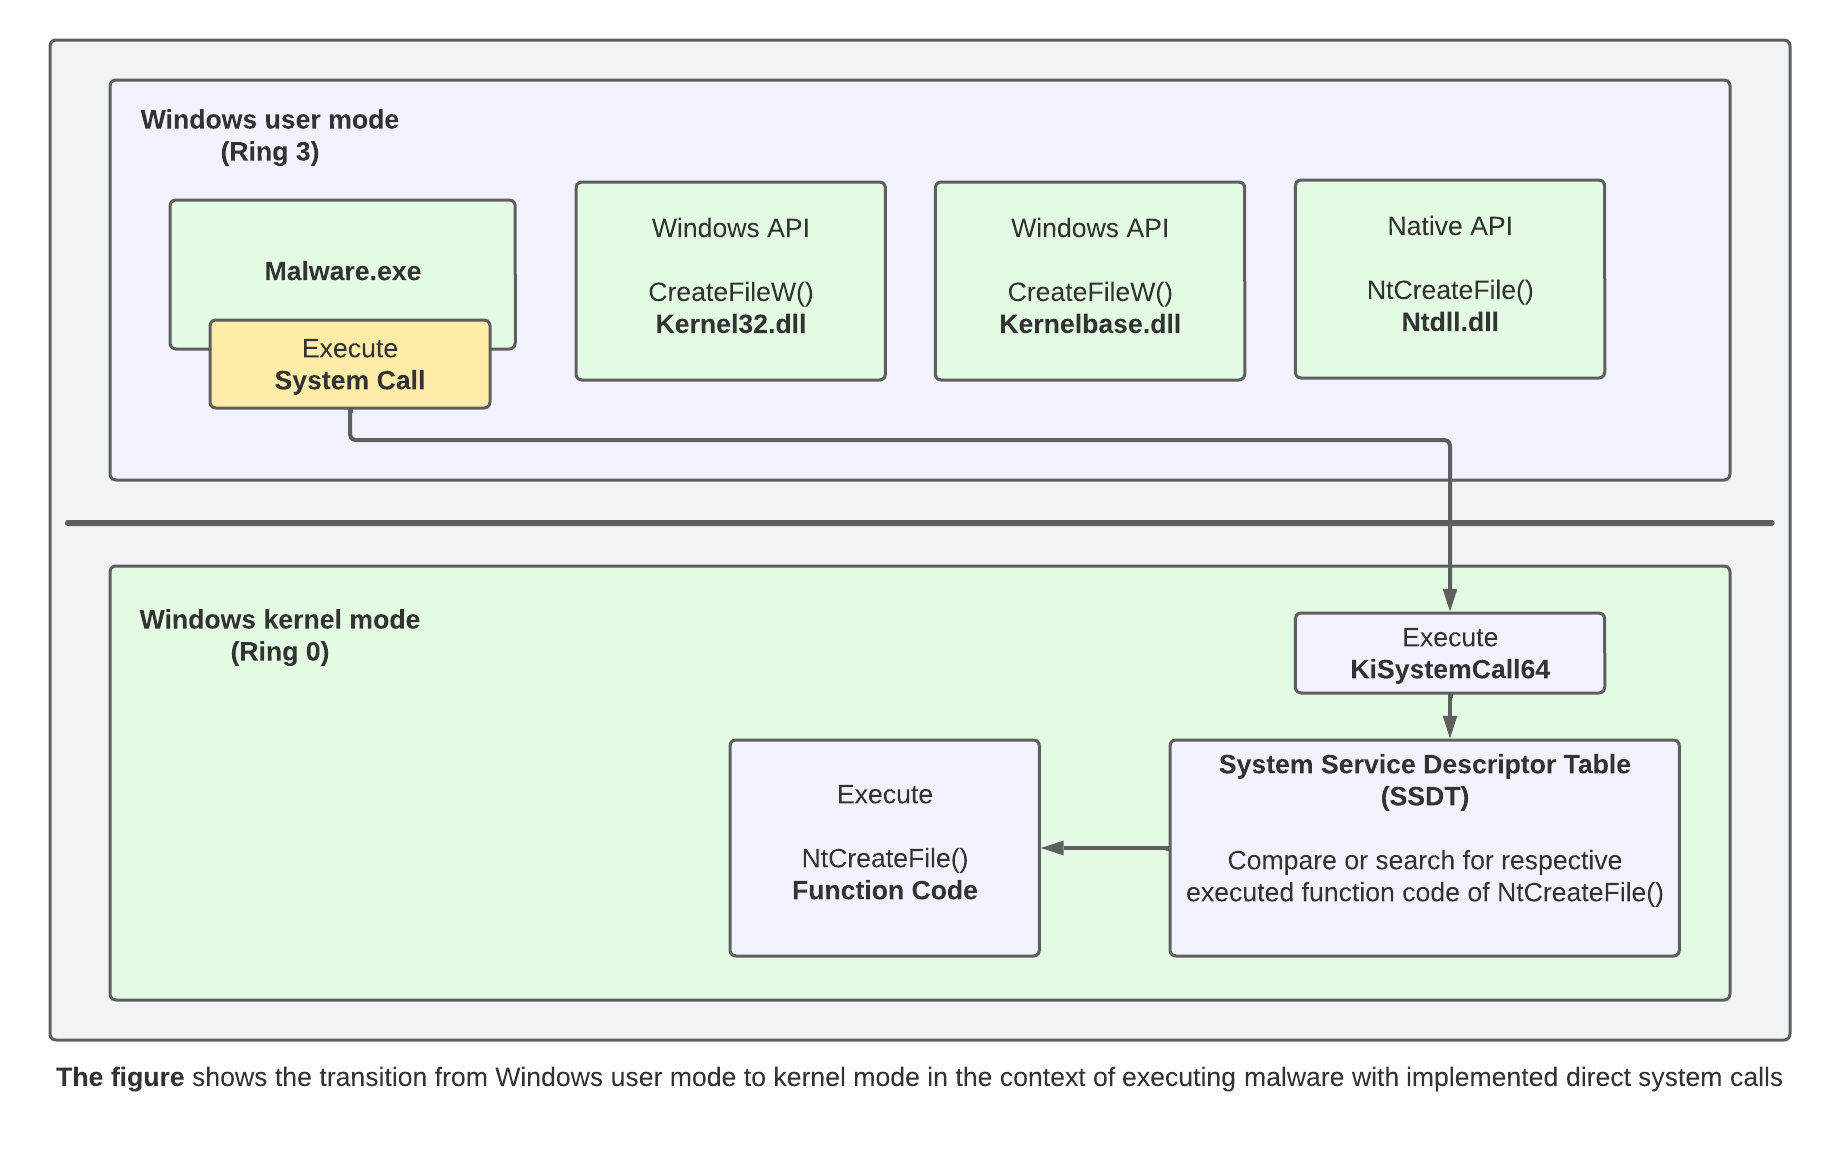 Windows user mode
(Ring 3)
Malware.exe
Execute
System Call
Windows API
CreateFileW()
Kernel32.dll
Windows API
CreateFileW()
Kernelbase.dll
Native API
NtCreateFile()
Ntdll.dll
Windows kernel mode
(Ring 0)
Execute
KiSystemCall64
System Service Descriptor Table
(SSDT)
Compare or search for respective
executed function code of NtCreateFile()
Execute
NtCreateFile()
Function Code
The figure shows the transition from Windows user mode to kernel mode in the context of executing malware with implemented direct system calls